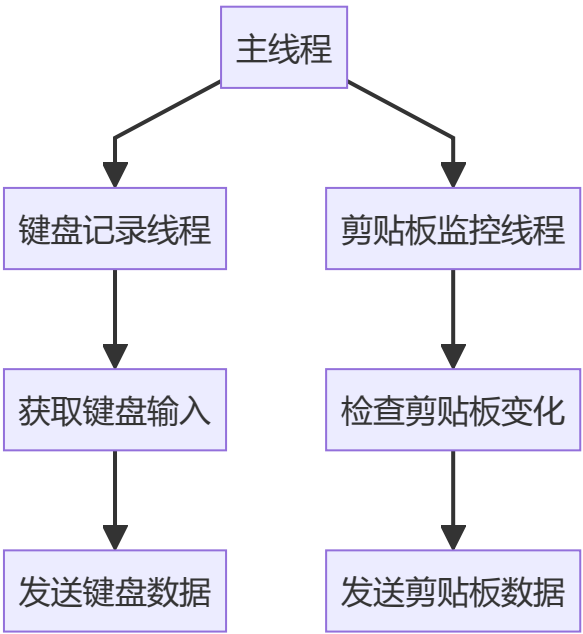 主线程
键盘记录线程
剪贴板监控线程
获取键盘输入
检查剪贴板变化
发送键盘数据
发送剪贴板数据